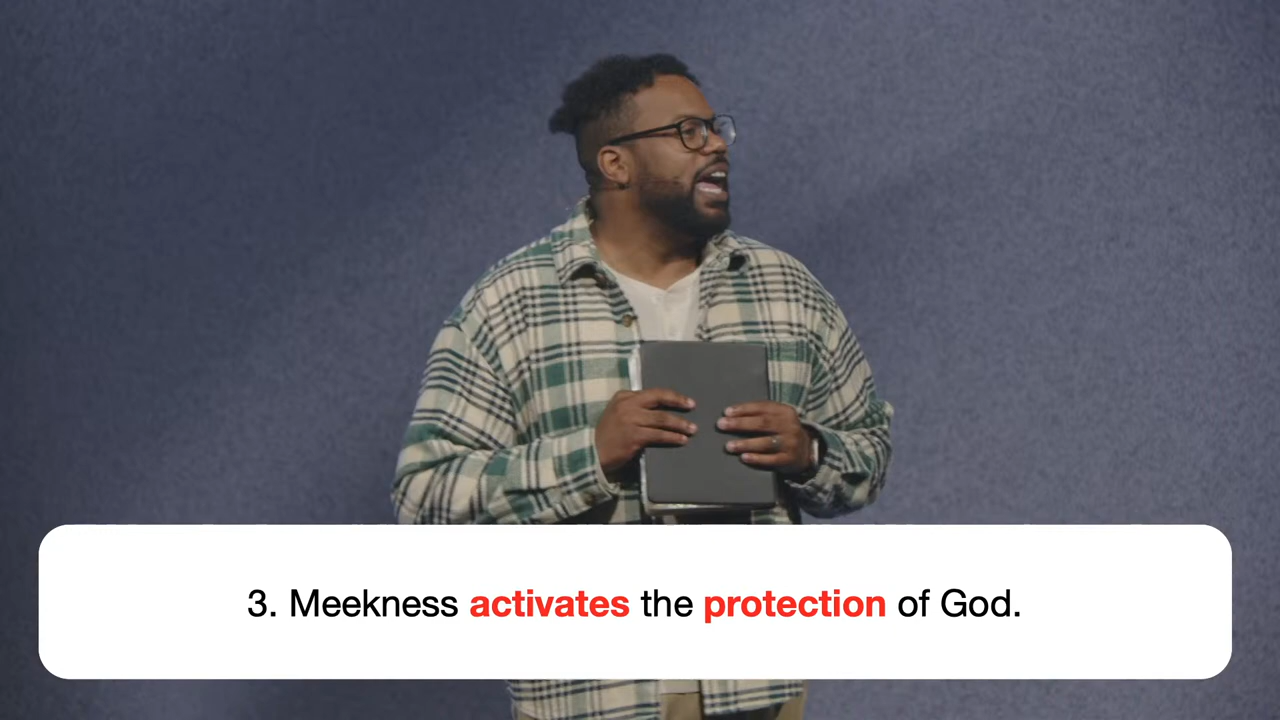 3. Meekness activates the protection of God.